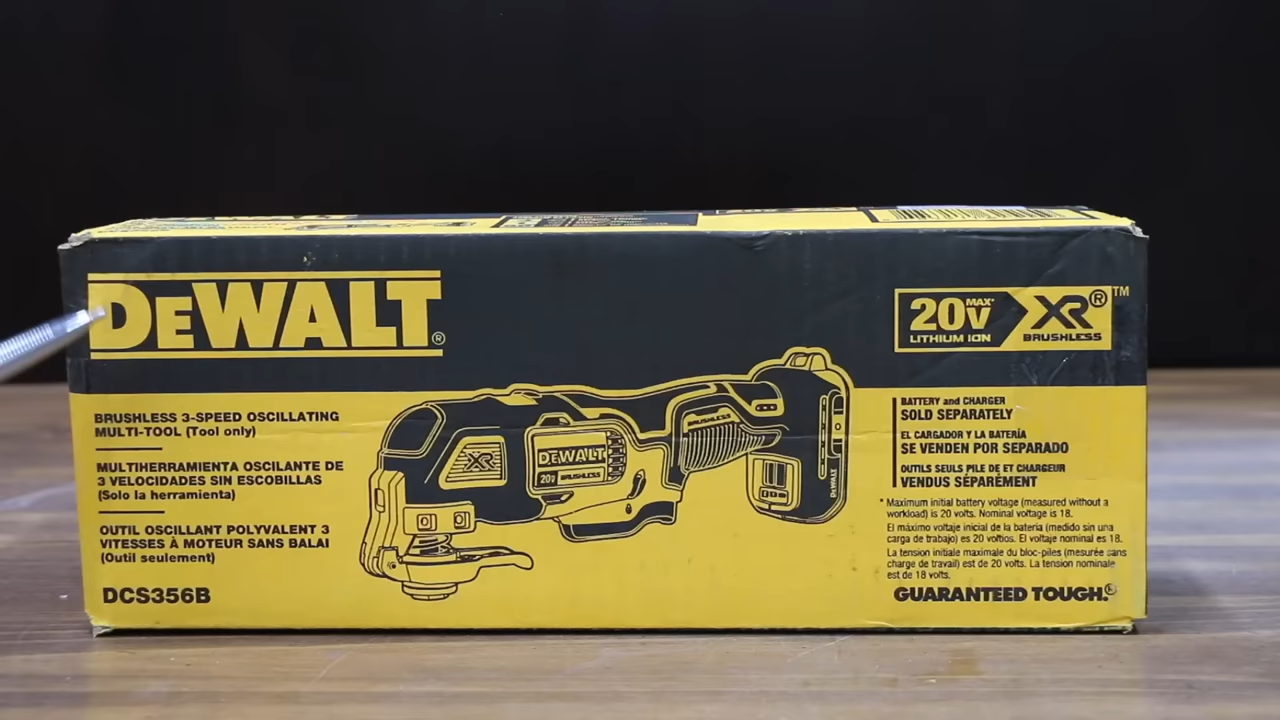 DEWALT®
20V MAX* XR® ™
LITHIUM ION BRUSHLESS
BRUSHLESS 3-SPEED OSCILLATING
MULTI-TOOL (Tool only)
MULTIHERRAMIENTA OSCILANTE DE
3 VELOCIDADES SIN ESCOBILLAS
(Solo la herramienta)
OUTIL OSCILLANT POLYVALENT 3
VITESSES À MOTEUR SANS BALAI
(Outil seulement)
DCS356B
XR
DEWALT
20V BRUSHLESS
BRUSHLESS
DEWALT
BATTERY and CHARGER
SOLD SEPARATELY
EL CARGADOR Y LA BATERÍA
SE VENDEN POR SEPARADO
OUTILS SEULS PILE DE ET CHARGEUR
VENDUS SÉPARÉMENT
* Maximum initial battery voltage (measured without a
workload) is 20 volts. Nominal voltage is 18.
El máximo voltaje inicial de la batería (medido sin una
carga de trabajo) es 20 voltios. El voltaje nominal es 18.
La tension initiale maximale du bloc-piles (mesurée sans
charge de travail) est de 20 volts. La tension nominale
est de 18 volts.
GUARANTEED TOUGH.®